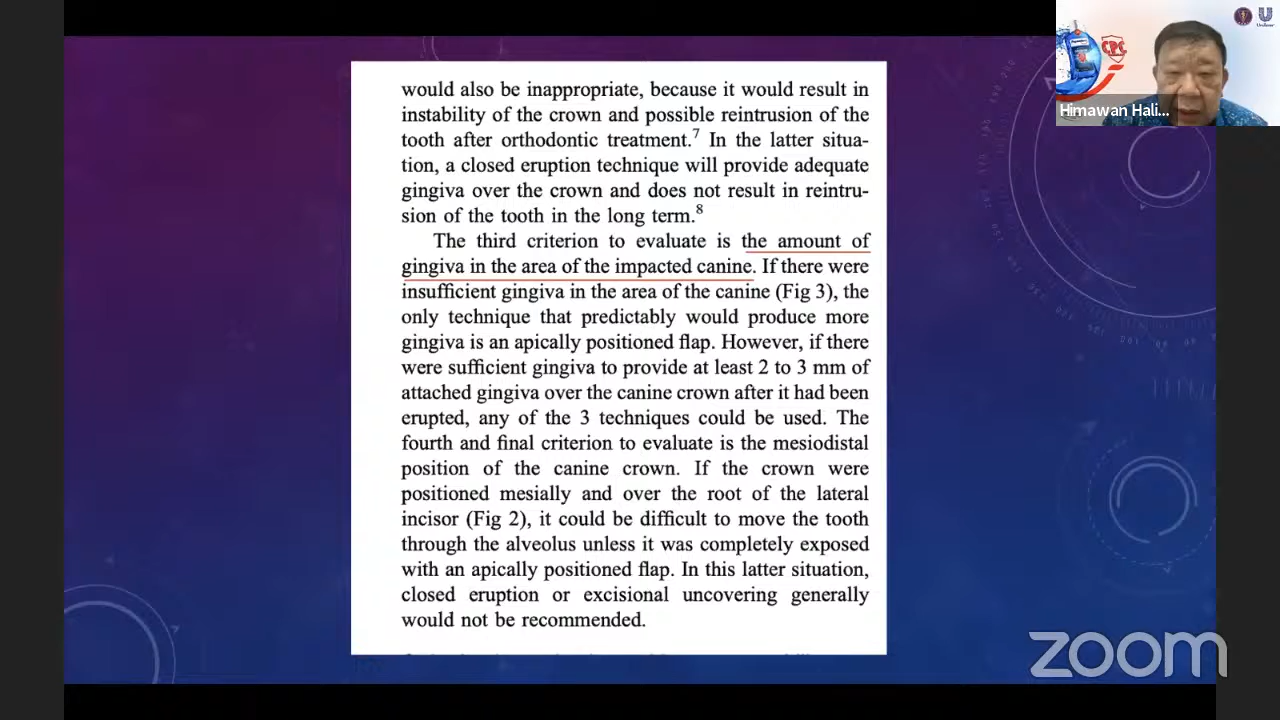 would also be inappropriate, because it would result in
instability of the crown and possible reintrusion of the
tooth after orthodontic treatment.7 In the latter situa-
tion, a closed eruption technique will provide adequate
gingiva over the crown and does not result in reintru-
sion of the tooth in the long term.8
The third criterion to evaluate is the amount of
gingiva in the area of the impacted canine. If there were
insufficient gingiva in the area of the canine (Fig 3), the
only technique that predictably would produce more
gingiva is an apically positioned flap. However, if there
were sufficient gingiva to provide at least 2 to 3 mm of
attached gingiva over the canine crown after it had been
erupted, any of the 3 techniques could be used. The
fourth and final criterion to evaluate is the mesiodistal
position of the canine crown. If the crown were
positioned mesially and over the root of the lateral
incisor (Fig 2), it could be difficult to move the tooth
through the alveolus unless it was completely exposed
with an apically positioned flap. In this latter situation,
closed eruption or excisional uncovering generally
would not be recommended.
CPC
Himawan Hali...
zoom